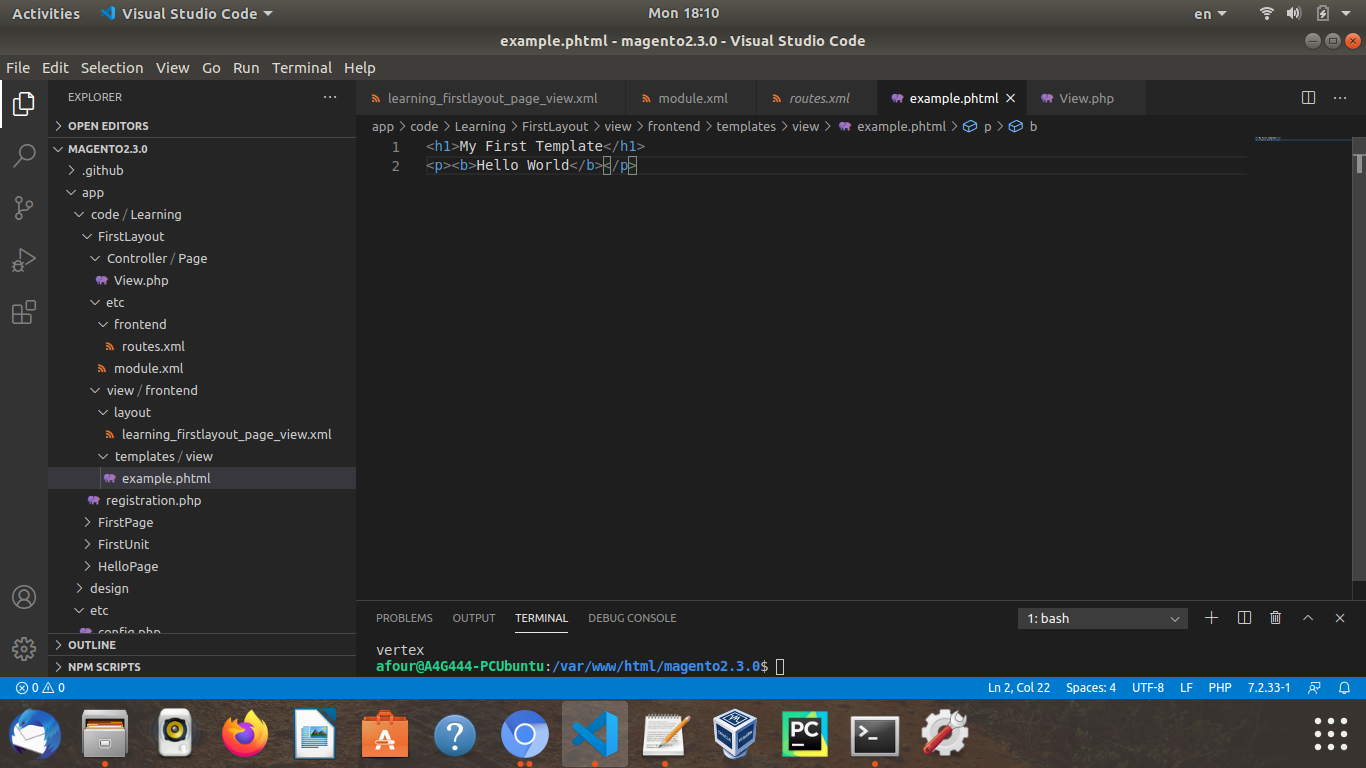 Activities Visual Studio Code Mon 18:10 en
example.phtml - magento2.3.0 - Visual Studio Code
File Edit Selection View Go Run Terminal Help
EXPLORER ···
learning_firstlayout_page_view.xml module.xml routes.xml example.phtml View.php ···
OPEN EDITORS
app > code > Learning > FirstLayout > view > frontend > templates > view > example.phtml > p > b
MAGENTO2.3.0
.github
app
code / Learning
FirstLayout
Controller / Page
View.php
etc
frontend
routes.xml
module.xml
view / frontend
layout
learning_firstlayout_page_view.xml
templates / view
example.phtml
registration.php
FirstPage
FirstUnit
HelloPage
design
etc
config.php
OUTLINE
NPM SCRIPTS
1 <h1>My First Template</h1>
2 <p><b>Hello World</b></p>
PROBLEMS OUTPUT TERMINAL DEBUG CONSOLE 1: bash
vertex
afour@A4G444-PCUbuntu:/var/www/html/magento2.3.0$
0 0 Ln 2, Col 22 Spaces: 4 UTF-8 LF PHP 7.2.33-1